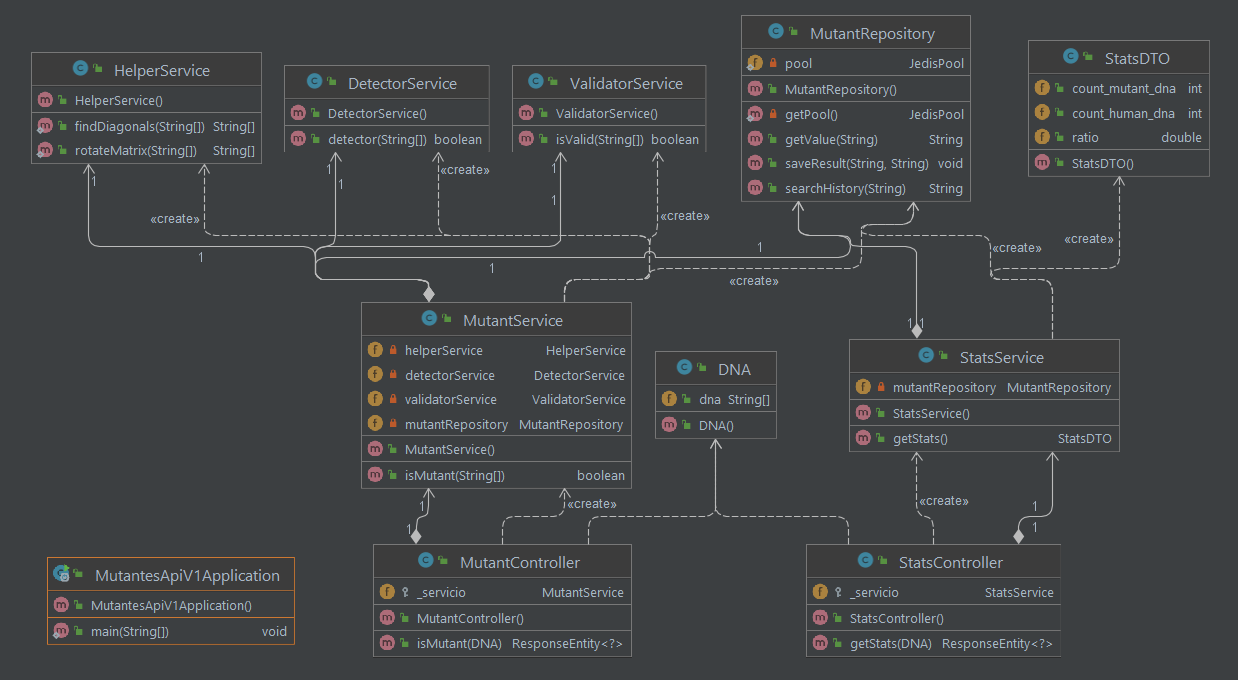 HelperService
HelperService()
findDiagonals(String[]) String[]
rotateMatrix(String[]) String[]
DetectorService
DetectorService()
detector(String[]) boolean
ValidatorService
ValidatorService()
isValid(String[]) boolean
MutantRepository
pool JedisPool
MutantRepository()
getPool() JedisPool
getValue(String) String
saveResult(String, String) void
searchHistory(String) String
StatsDTO
count_mutant_dna int
count_human_dna int
ratio double
StatsDTO()
1
1
1
1
1
«create»
«create»
«create»
«create»
«create»
«create»
1
1
1
1
1
MutantService
helperService HelperService
detectorService DetectorService
validatorService ValidatorService
mutantRepository MutantRepository
MutantService()
isMutant(String[]) boolean
DNA
dna String[]
DNA()
StatsService
mutantRepository MutantRepository
StatsService()
getStats() StatsDTO
1
1
«create»
«create»
1
1
MutantesApiV1Application
MutantesApiV1Application()
main(String[]) void
MutantController
_servicio MutantService
MutantController()
isMutant(DNA) ResponseEntity<?>
StatsController
_servicio StatsService
StatsController()
getStats(DNA) ResponseEntity<?>